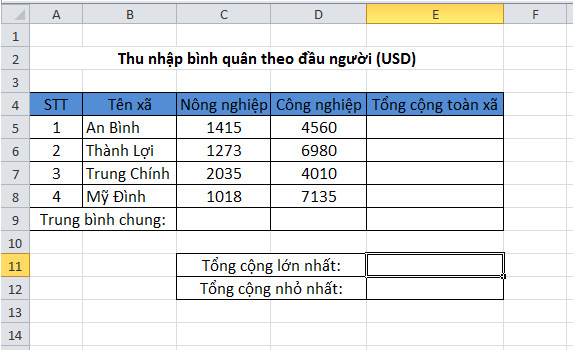 A B C D E F
1
2 Thu nhập bình quân theo đầu người (USD)
3
4 STT Tên xã Nông nghiệp Công nghiệp Tổng cộng toàn xã
5 1 An Bình 1415 4560
6 2 Thành Lợi 1273 6980
7 3 Trung Chính 2035 4010
8 4 Mỹ Đình 1018 7135
9 Trung bình chung:
10
11 Tổng cộng lớn nhất:
12 Tổng cộng nhỏ nhất:
13
14